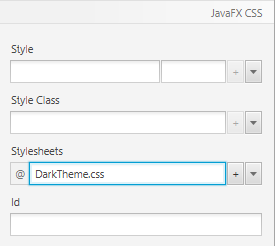 JavaFX CSS
Style
+
Style Class
+
Stylesheets
@ DarkTheme.css +
Id